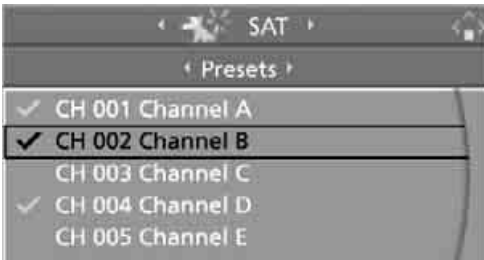 SAT
Presets
CH 001 Channel A
CH 002 Channel B
CH 003 Channel C
CH 004 Channel D
CH 005 Channel E